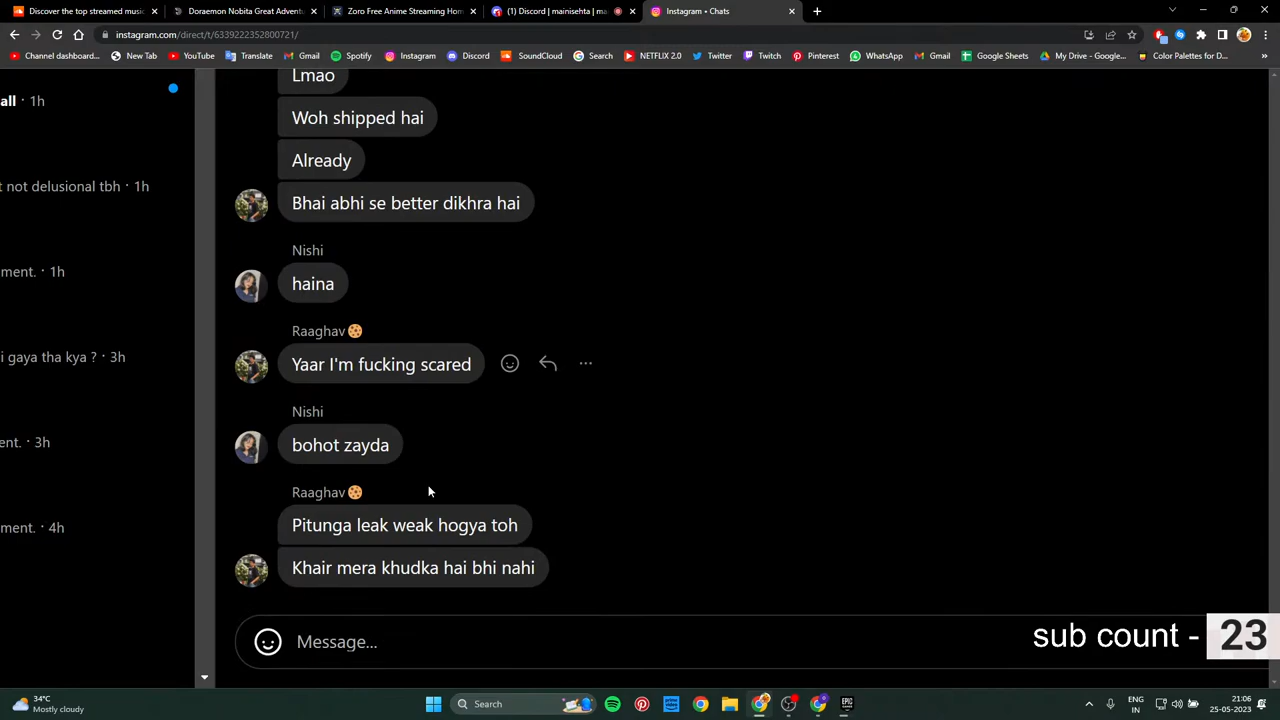 Discover the top streamed music
Doraemon Nobita Great Adventu
Zoro Free Anime Streaming Hom
(1) Discord | mainisehta | ma
Instagram • Chats
instagram.com/direct/t/6339222352800721/
Channel dashboard...
New Tab
YouTube
Translate
Gmail
Spotify
Instagram
Discord
SoundCloud
Search
NETFLIX 2.0
Twitter
Twitch
Pinterest
WhatsApp
Gmail
Google Sheets
My Drive - Google...
Color Palettes for D...
all · 1h
t not delusional tbh · 1h
ment. · 1h
i gaya tha kya ? · 3h
ent. · 3h
ment. · 4h
Lmao
Woh shipped hai
Already
Bhai abhi se better dikhra hai
Nishi
haina
Raaghav🍪
Yaar I'm fucking scared
Nishi
bohot zayda
Raaghav🍪
Pitunga leak weak hogya toh
Khair mera khudka hai bhi nahi
Message...
sub count - 23
34°C
Mostly cloudy
Search
EPIC
ENG
IN
21:06
25-05-2023